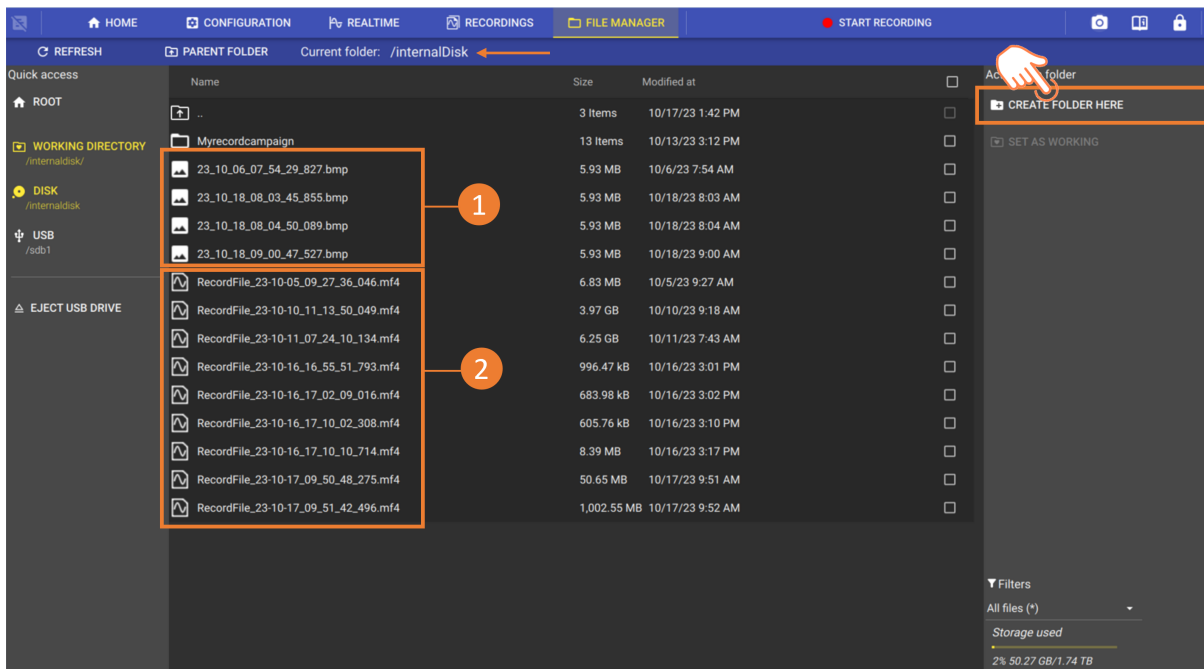 HOME CONFIGURATION REALTIME RECORDINGS FILE MANAGER START RECORDING
REFRESH PARENT FOLDER Current folder: /internalDisk
Quick access
ROOT
WORKING DIRECTORY
/internaldisk/
DISK
/internaldisk
USB
/sdb1
EJECT USB DRIVE
Name Size Modified at
.. 3 Items 10/17/23 1:42 PM
Myrecordcampaign 13 Items 10/13/23 3:12 PM
23_10_06_07_54_29_827.bmp 5.93 MB 10/6/23 7:54 AM
23_10_18_08_03_45_855.bmp 5.93 MB 10/18/23 8:03 AM
23_10_18_08_04_50_089.bmp 5.93 MB 10/18/23 8:04 AM
23_10_18_09_00_47_527.bmp 5.93 MB 10/18/23 9:00 AM
1
RecordFile_23-10-05_09_27_36_046.mf4 6.83 MB 10/5/23 9:27 AM
RecordFile_23-10-10_11_13_50_049.mf4 3.97 GB 10/10/23 9:18 AM
RecordFile_23-10-11_07_24_10_134.mf4 6.25 GB 10/11/23 7:43 AM
RecordFile_23-10-16_16_55_51_793.mf4 996.47 kB 10/16/23 3:01 PM
RecordFile_23-10-16_17_02_09_016.mf4 683.98 kB 10/16/23 3:02 PM
RecordFile_23-10-16_17_10_02_308.mf4 605.76 kB 10/16/23 3:10 PM
RecordFile_23-10-16_17_10_10_714.mf4 8.39 MB 10/16/23 3:17 PM
RecordFile_23-10-17_09_50_48_275.mf4 50.65 MB 10/17/23 9:51 AM
RecordFile_23-10-17_09_51_42_496.mf4 1,002.55 MB 10/17/23 9:52 AM
2
folder
CREATE FOLDER HERE
SET AS WORKING
Filters
All files (*)
Storage used
2% 50.27 GB/1.74 TB